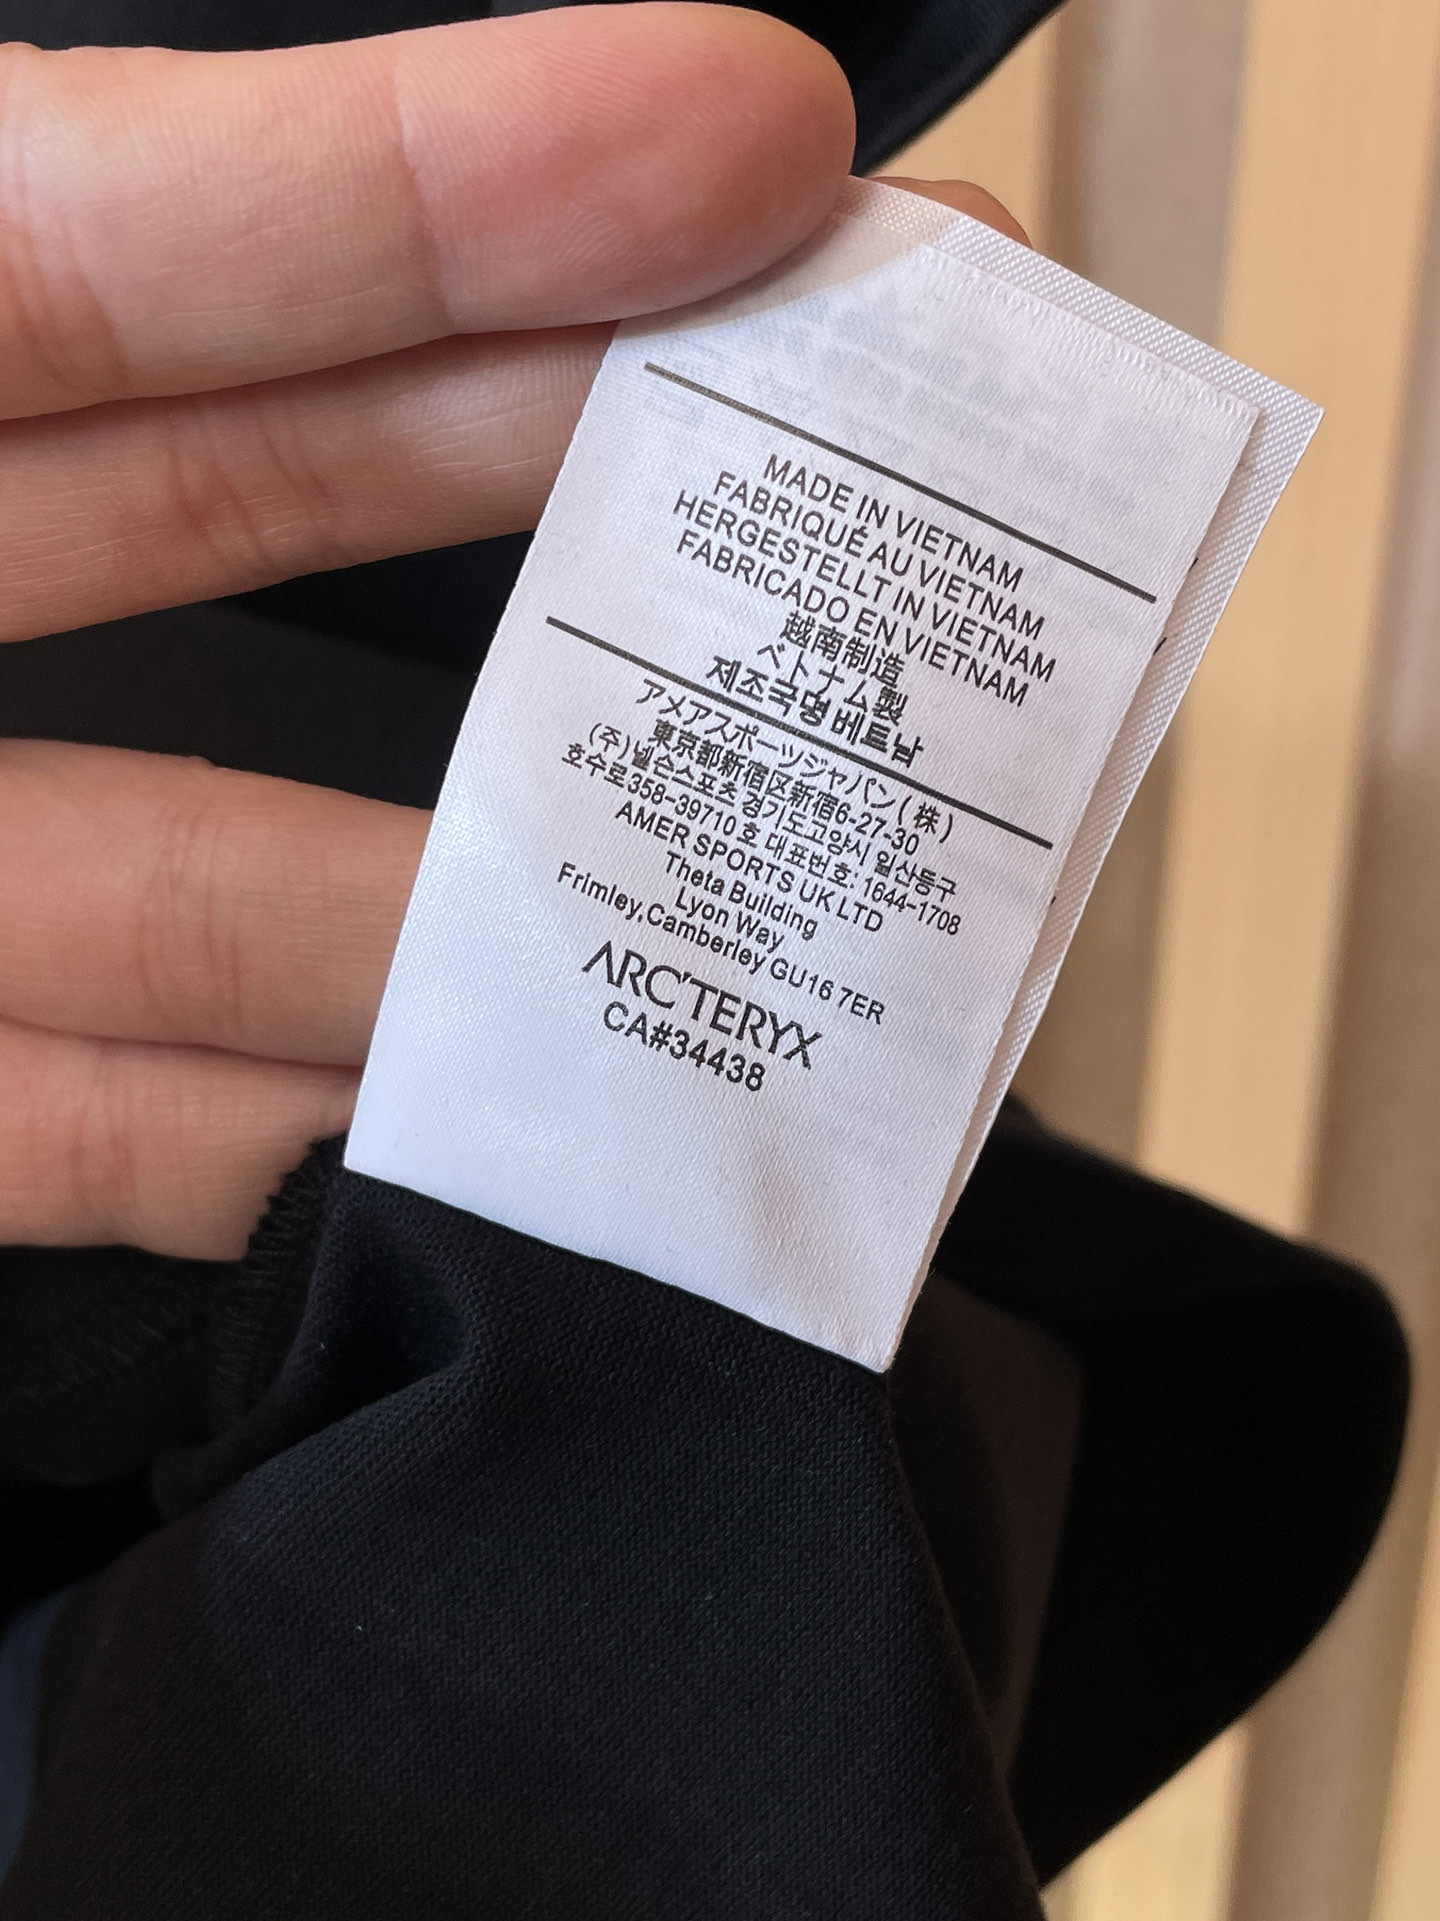 MADE IN VIETNAM
FABRIQUÉ AU VIETNAM
HERGESTELLT IN VIETNAM
FABRICADO EN VIETNAM
越南制造
ベトナム製
제조국명 베트남
アメアスポーツジャパン(株)
東京都新宿区新宿6-27-30
(주)넬슨스포츠 경기도고양시 일산동구
호수로358-39710호 대표번호: 1644-1708
AMER SPORTS UK LTD
Theta Building
Lyon Way
Frimley,Camberley GU16 7ER
ARC'TERYX
CA#34438